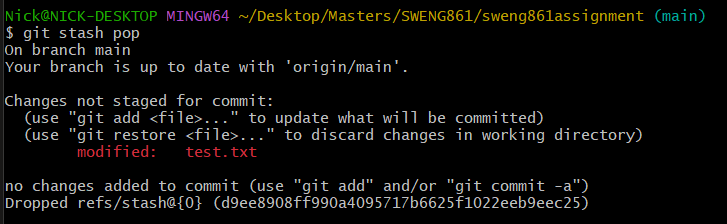 Nick@NICK-DESKTOP MINGW64 ~/Desktop/Masters/SWENG861/sweng861assignment (main)
$ git stash pop
On branch main
Your branch is up to date with 'origin/main'.

Changes not staged for commit:
  (use "git add <file>..." to update what will be committed)
  (use "git restore <file>..." to discard changes in working directory)
        modified:   test.txt

no changes added to commit (use "git add" and/or "git commit -a")
Dropped refs/stash@{0} (d9ee8908ff990a4095717b6625f1022eeb9eec25)